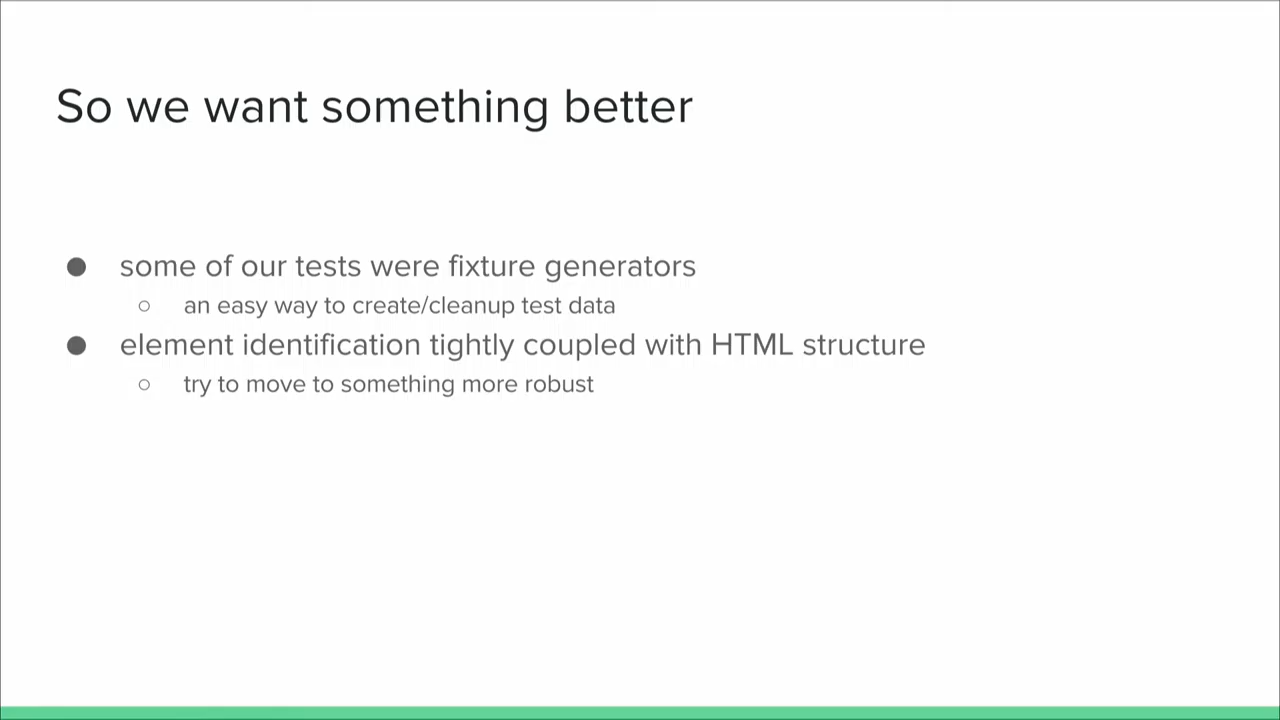 So we want something better
● some of our tests were fixture generators
○ an easy way to create/cleanup test data
● element identification tightly coupled with HTML structure
○ try to move to something more robust